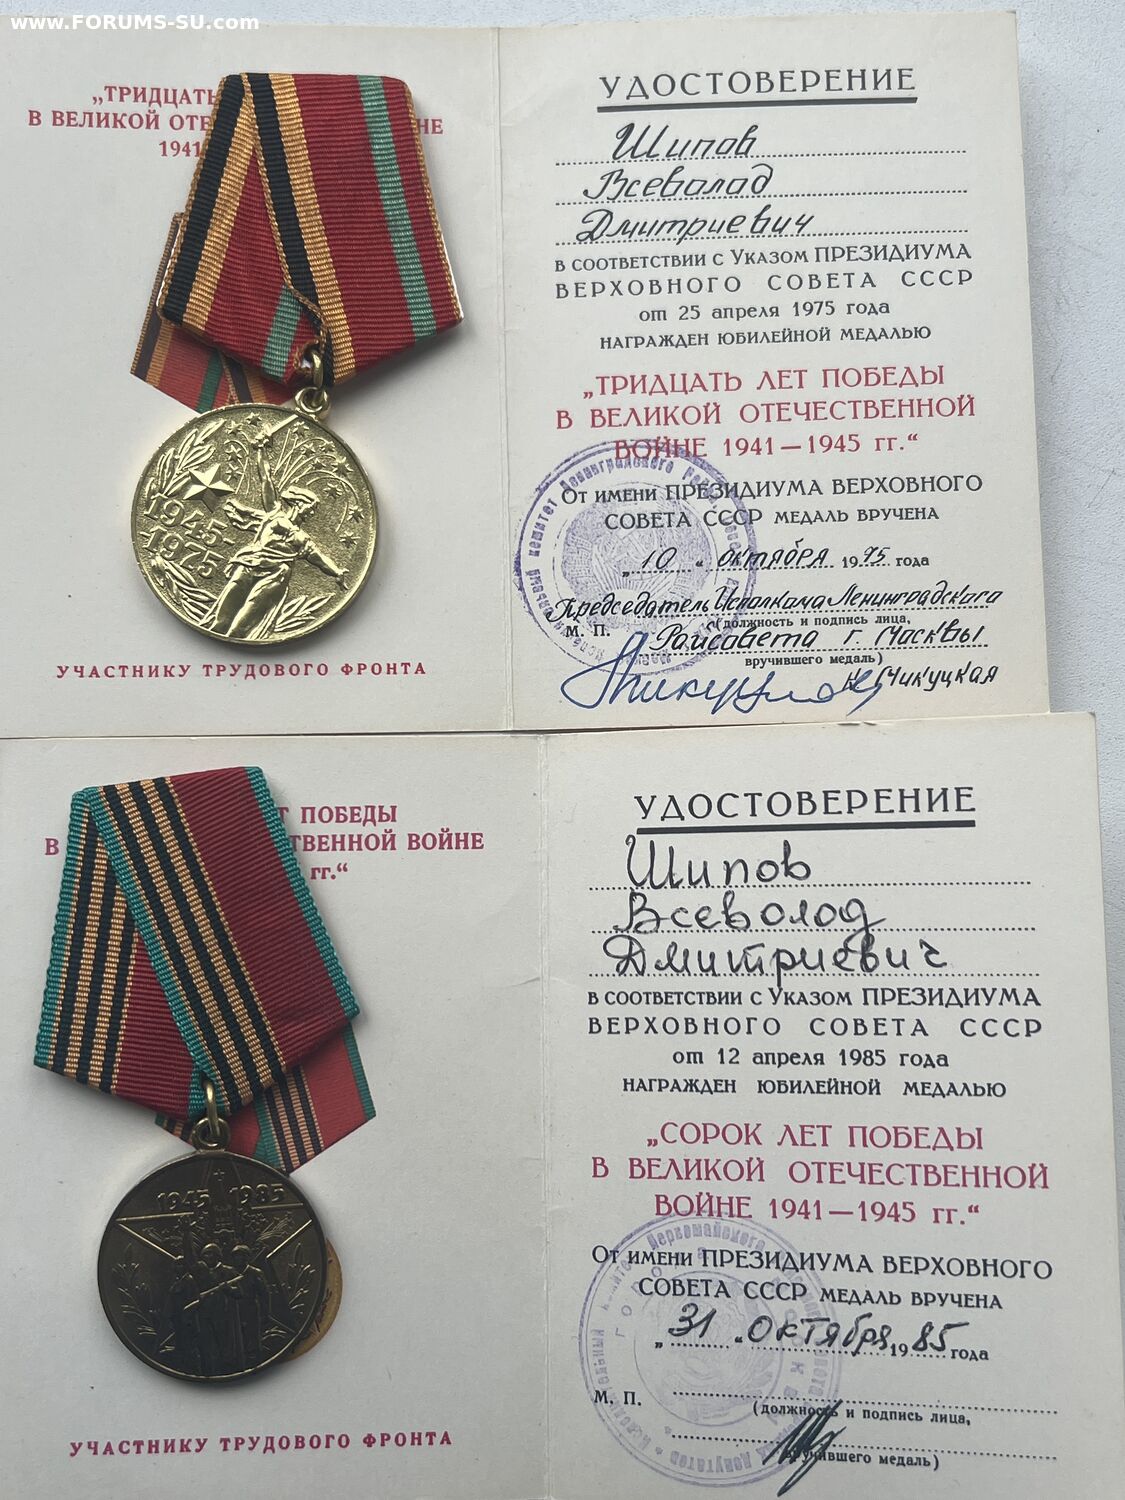 www.FORUMS-SU.com
„ТРИДЦАТЬ
В ВЕЛИКОЙ ОТЕ НЕ
1941
1945-
1975
УЧАСТНИКУ ТРУДОВОГО ФРОНТА
УДОСТОВЕРЕНИЕ
Шипов
Всеволод
Дмитриевич
В СООТВЕТСТВИИ С УКАЗОМ ПРЕЗИДИУМА
ВЕРХОВНОГО СОВЕТА СССР
от 25 апреля 1975 года
НАГРАЖДЕН ЮБИЛЕЙНОЙ МЕДАЛЬЮ
„ТРИДЦАТЬ ЛЕТ ПОБЕДЫ
В ВЕЛИКОЙ ОТЕЧЕСТВЕННОЙ
ВОЙНЕ 1941—1945 гг.“
ОТ ИМЕНИ ПРЕЗИДИУМА ВЕРХОВНОГО
СОВЕТА СССР МЕДАЛЬ ВРУЧЕНА
„10“ октября 1975 года
Председатель Исполкома Ленинградского
М. П. (должность и подпись лица,
Райсовета г. Москвы
вручившего медаль)
Чикуцкая
Т ПОБЕДЫ
В ТВЕННОЙ ВОЙНЕ
гг.“
1945 1985
УЧАСТНИКУ ТРУДОВОГО ФРОНТА
УДОСТОВЕРЕНИЕ
Шипов
Всеволод
Дмитриевич
В СООТВЕТСТВИИ С УКАЗОМ ПРЕЗИДИУМА
ВЕРХОВНОГО СОВЕТА СССР
от 12 апреля 1985 года
НАГРАЖДЕН ЮБИЛЕЙНОЙ МЕДАЛЬЮ
„СОРОК ЛЕТ ПОБЕДЫ
В ВЕЛИКОЙ ОТЕЧЕСТВЕННОЙ
ВОЙНЕ 1941—1945 гг.“
ОТ ИМЕНИ ПРЕЗИДИУМА ВЕРХОВНОГО
СОВЕТА СССР МЕДАЛЬ ВРУЧЕНА
„31“ октября 1985 года
М. П.
(должность и подпись лица,
вручившего медаль)